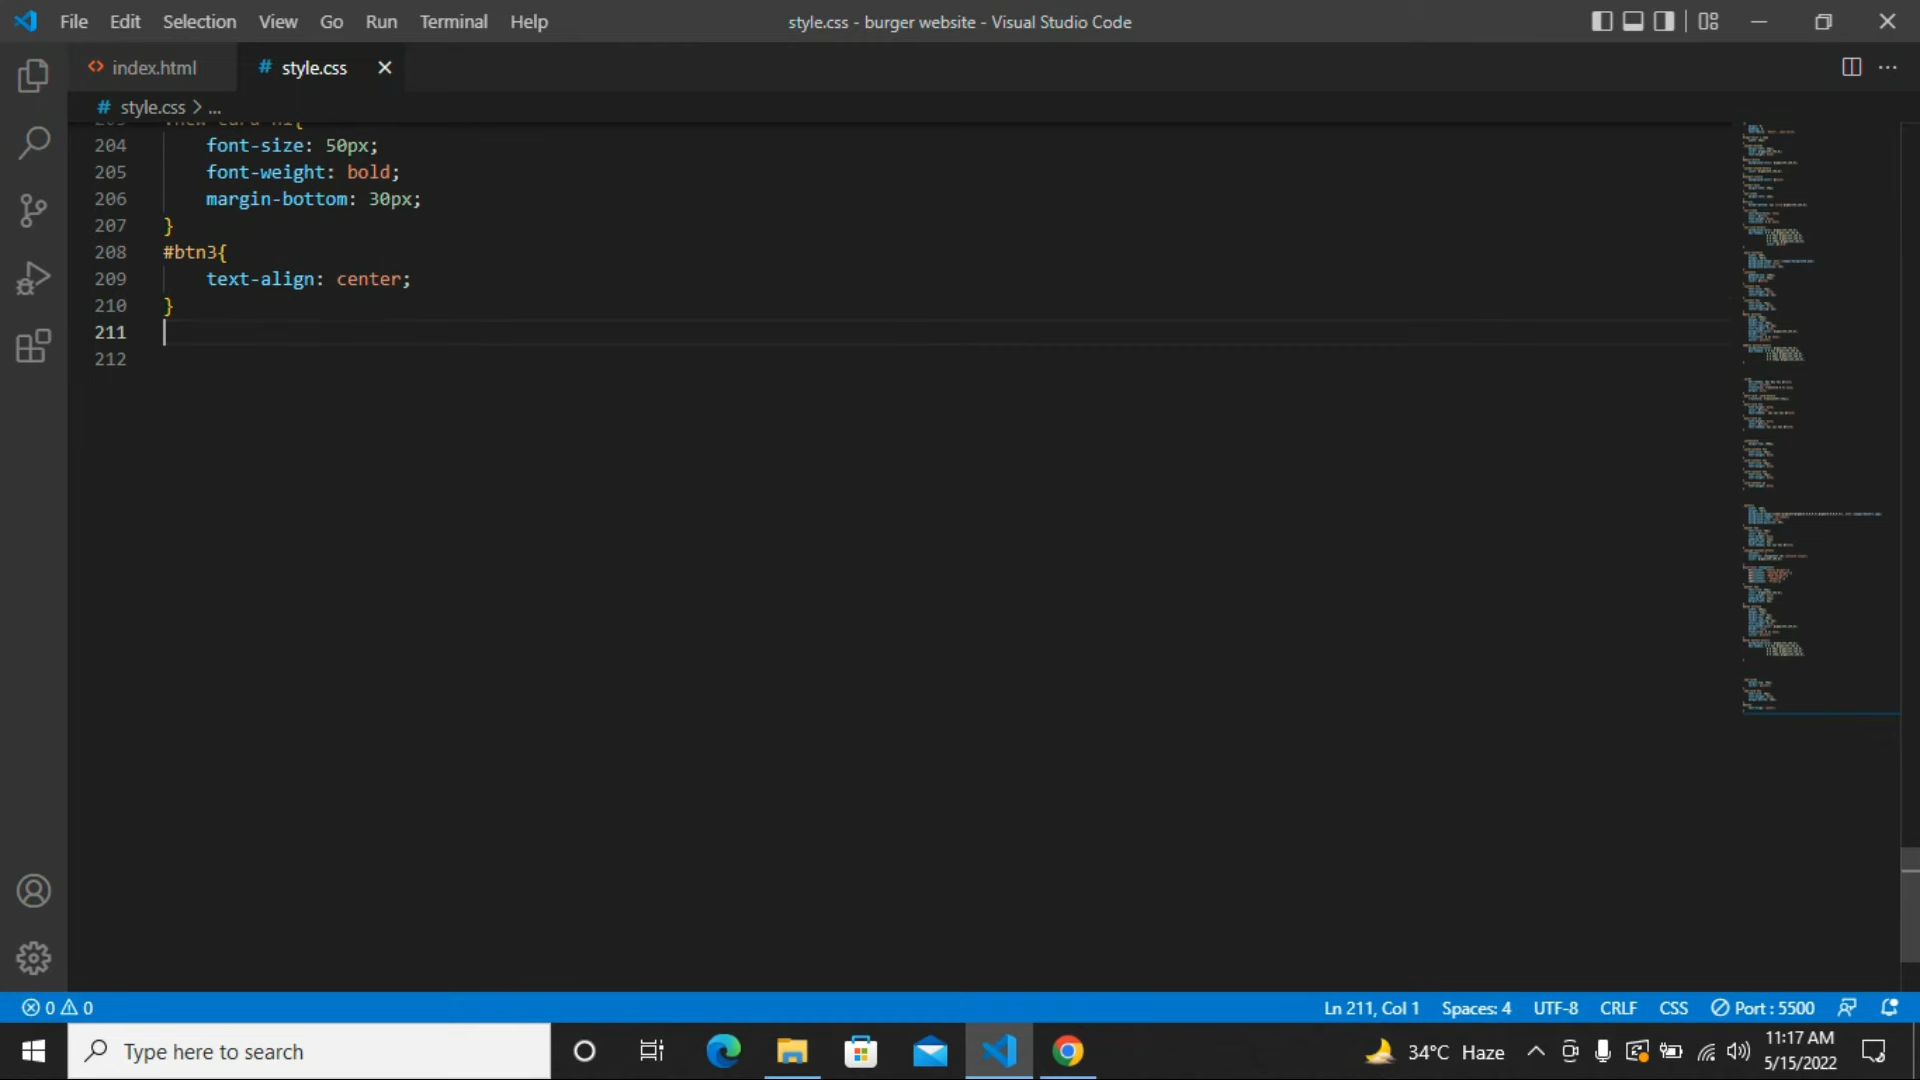 File Edit Selection View Go Run Terminal Help
style.css - burger website - Visual Studio Code
index.html
# style.css
# style.css > ...
204 font-size: 50px;
205 font-weight: bold;
206 margin-bottom: 30px;
207 }
208 #btn3{
209 text-align: center;
210 }
211
212
0 0
Ln 211, Col 1 Spaces: 4 UTF-8 CRLF CSS Port : 5500
Type here to search
34°C Haze
11:17 AM
5/15/2022